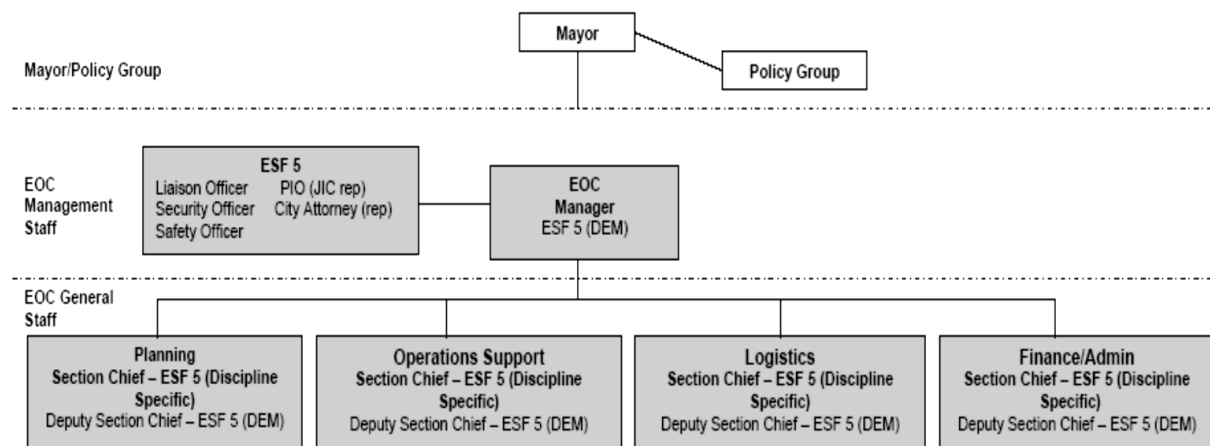 Mayor
Mayor/Policy Group
Policy Group
EOC
Management
Staff
ESF 5
Liaison Officer PIO (JIC rep)
Security Officer City Attorney (rep)
Safety Officer
EOC
Manager
ESF 5 (DEM)
EOC General
Staff
Planning
Section Chief – ESF 5 (Discipline
Specific)
Deputy Section Chief – ESF 5 (DEM)
Operations Support
Section Chief – ESF 5 (Discipline
Specific)
Deputy Section Chief – ESF 5 (DEM)
Logistics
Section Chief – ESF 5 (Discipline
Specific)
Deputy Section Chief – ESF 5 (DEM)
Finance/Admin
Section Chief – ESF 5 (Discipline
Specific)
Deputy Section Chief – ESF 5 (DEM)